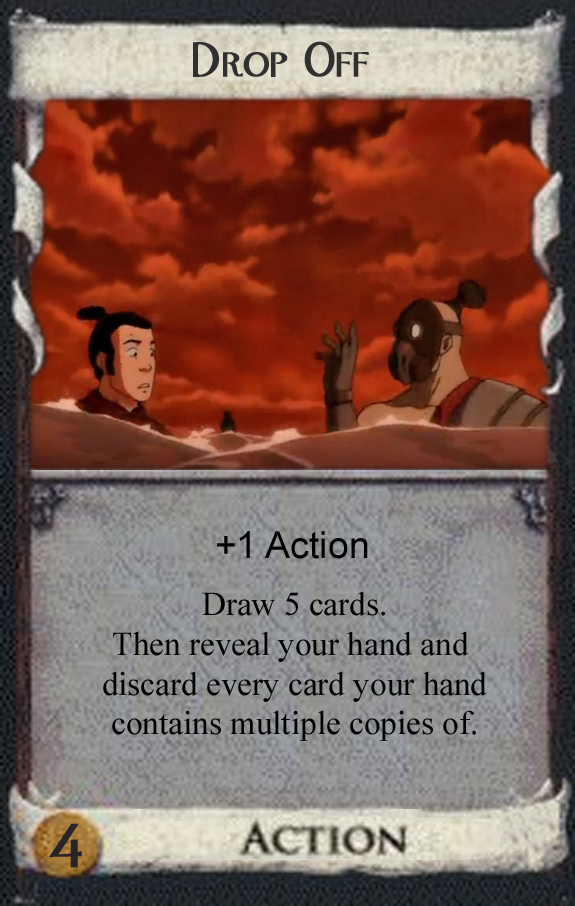 Drop Off
+1 Action
Draw 5 cards.
Then reveal your hand and
discard every card your hand
contains multiple copies of.
4
Action